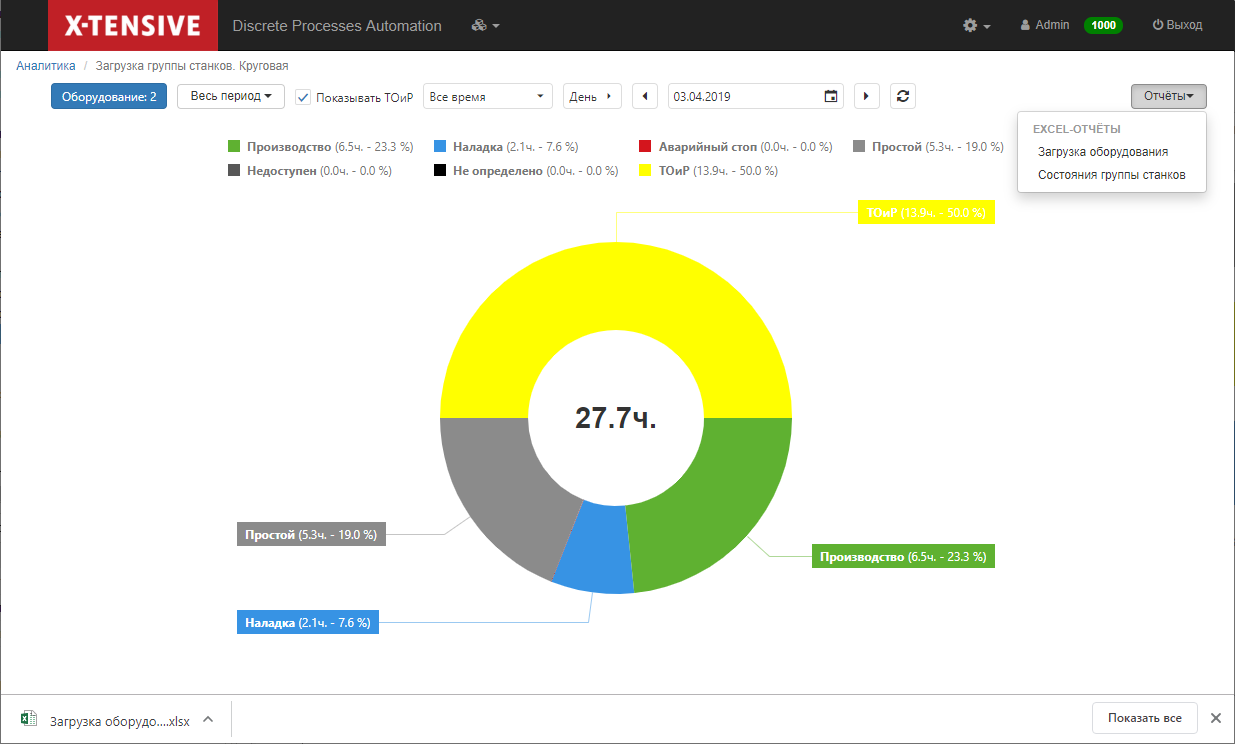 X-TENSIVE Discrete Processes Automation Admin 1000 Выход
Аналитика / Загрузка группы станков. Круговая
Оборудование: 2 Весь период Показывать ТОиР Все время День 03.04.2019 Отчёты
EXCEL-ОТЧЁТЫ
Загрузка оборудования
Состояния группы станков
Производство (6.5ч. - 23.3 %) Наладка (2.1ч. - 7.6 %) Аварийный стоп (0.0ч. - 0.0 %) Простой (5.3ч. - 19.0 %)
Недоступен (0.0ч. - 0.0 %) Не определено (0.0ч. - 0.0 %) ТОиР (13.9ч. - 50.0 %)
ТОиР (13.9ч. - 50.0 %)
27.7ч.
Простой (5.3ч. - 19.0 %)
Производство (6.5ч. - 23.3 %)
Наладка (2.1ч. - 7.6 %)
Загрузка оборудо....xlsx Показать все